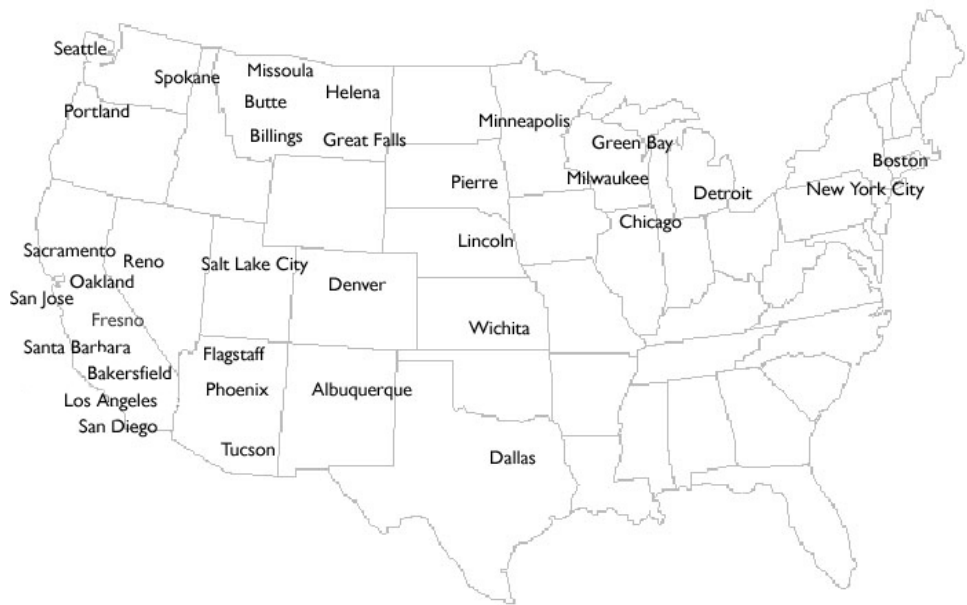 Seattle
Spokane
Missoula
Helena
Butte
Portland
Billings
Great Falls
Minneapolis
Green Bay
Boston
Pierre
Milwaukee
Detroit
New York City
Chicago
Lincoln
Sacramento
Reno
Salt Lake City
Oakland
Denver
San Jose
Fresno
Wichita
Santa Barbara
Flagstaff
Bakersfield
Phoenix
Albuquerque
Los Angeles
San Diego
Tucson
Dallas